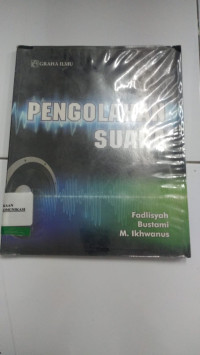 GRAHA ILMU
PENGOLAHAN
SUARA
Fadlisyah
Bustami
M. Ikhwanus